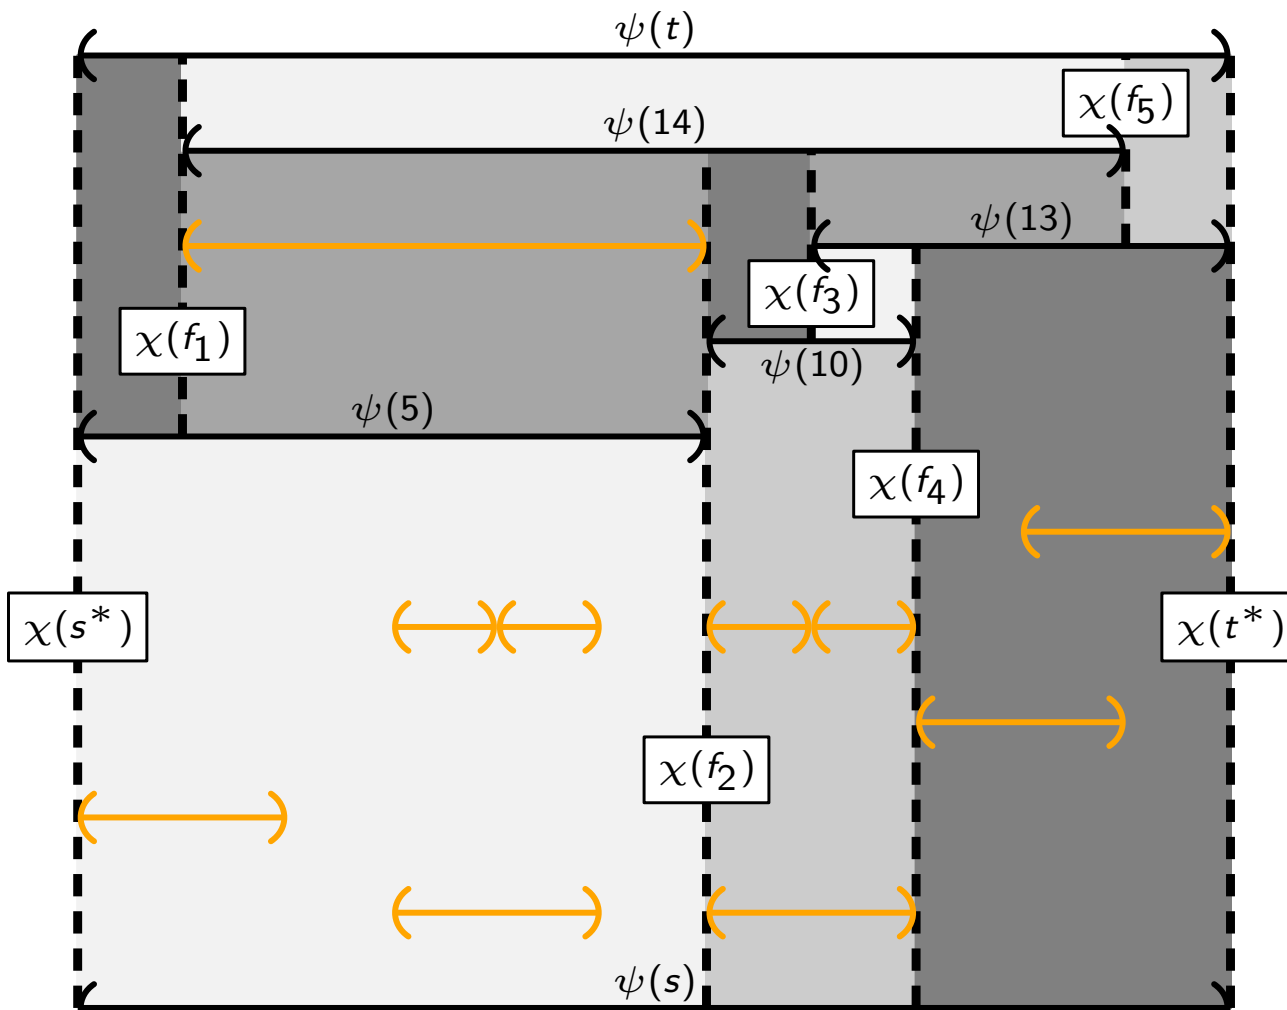 ψ(t)
χ(f₅)
ψ(14)
ψ(13)
χ(f₃)
χ(f₁)
ψ(10)
ψ(5)
χ(f₄)
χ(s*)
χ(t*)
χ(f₂)
ψ(s)